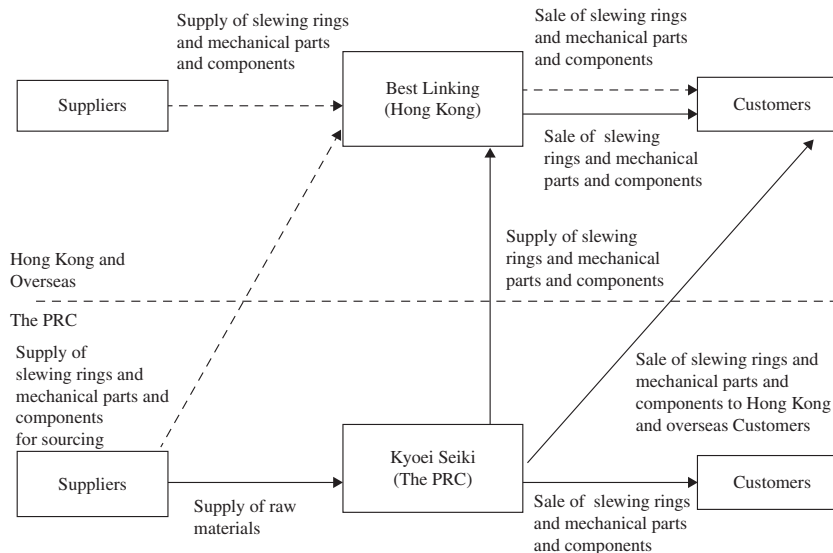 Supply of slewing rings
and mechanical parts
and components
Sale of slewing rings
and mechanical parts
and components
Suppliers
Best Linking
(Hong Kong)
Customers
Sale of slewing
rings and mechanical
parts and components
Supply of slewing
rings and mechanical
parts and components
Hong Kong and
Overseas
The PRC
Supply of
slewing rings and
mechanical parts and
components
for sourcing
Sale of slewing rings and
mechanical parts and
components to Hong Kong
and overseas Customers
Suppliers
Kyoei Seiki
(The PRC)
Customers
Supply of raw
materials
Sale of slewing rings
and mechanical parts
and components